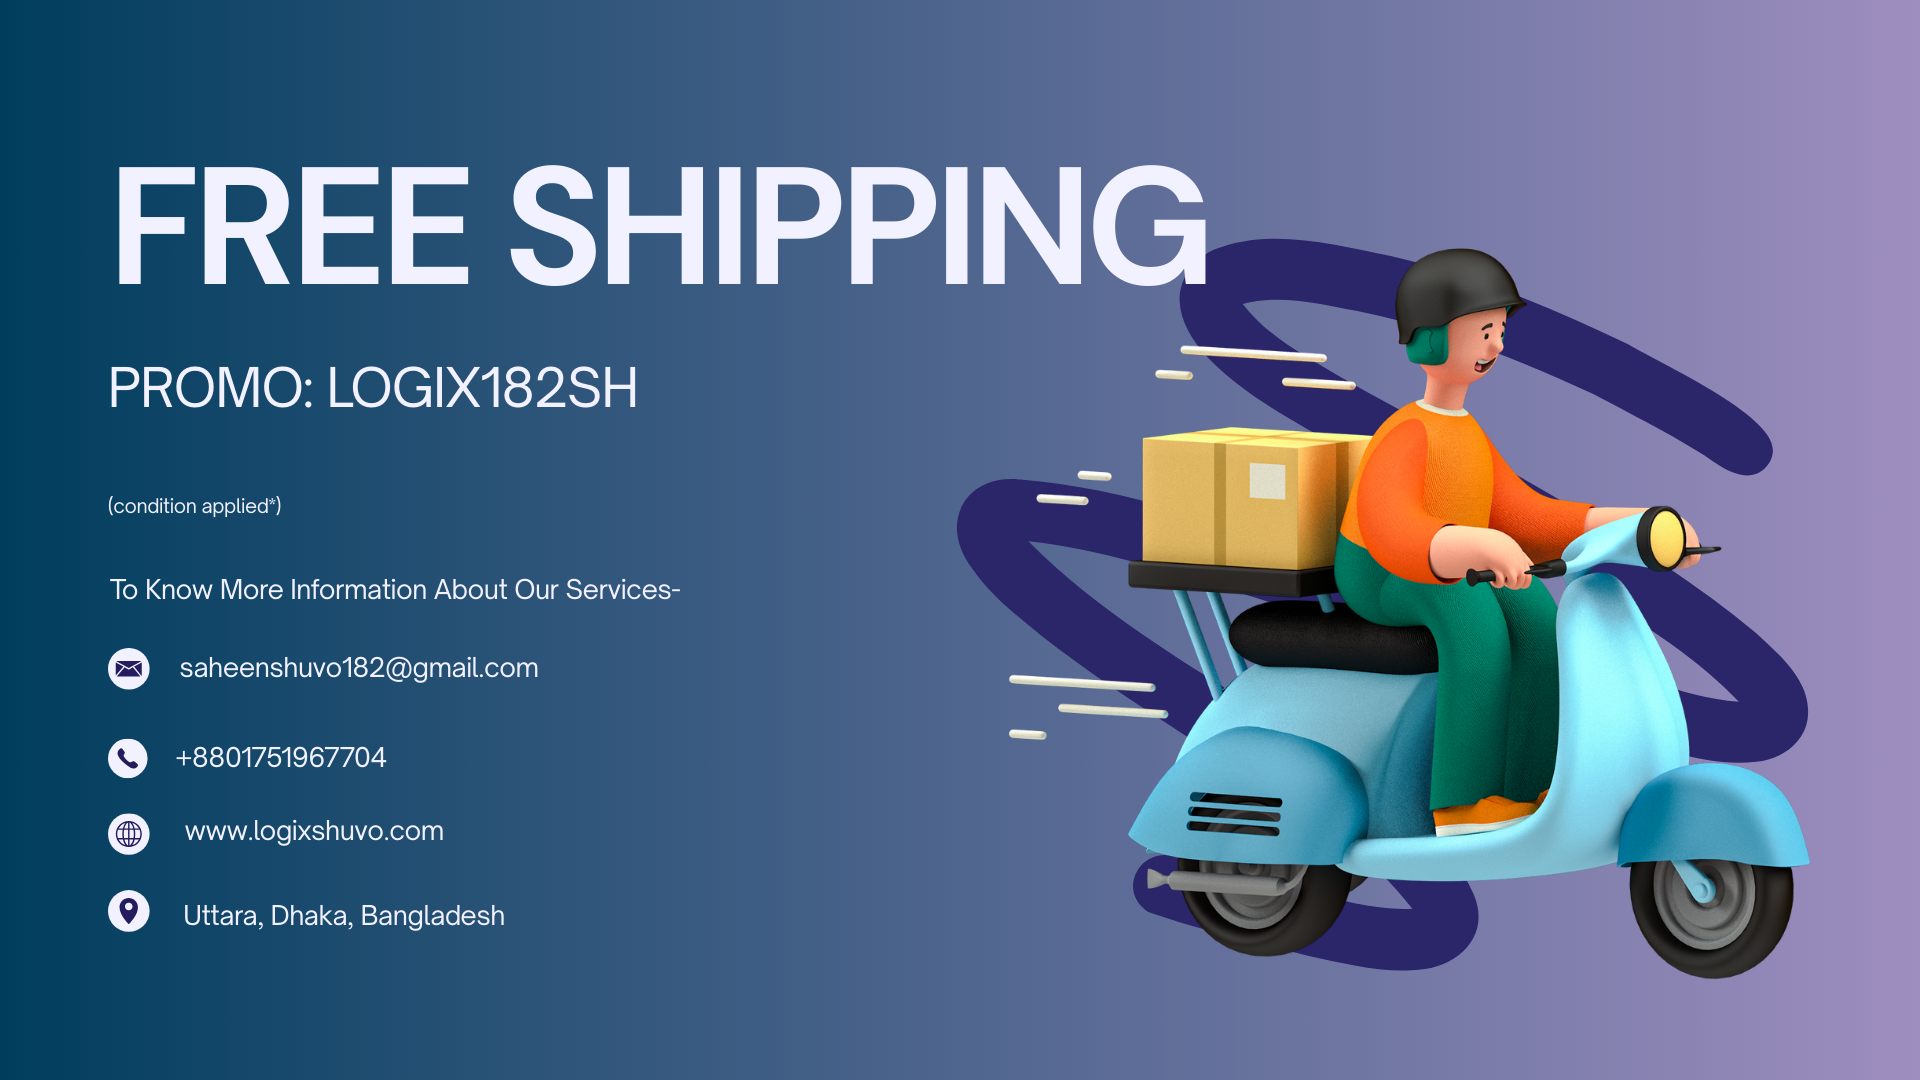 FREE SHIPPING
PROMO: LOGIX182SH
(condition applied*)
To Know More Information About Our Services-
saheenshuvo182@gmail.com
+8801751967704
www.logixshuvo.com
Uttara, Dhaka, Bangladesh